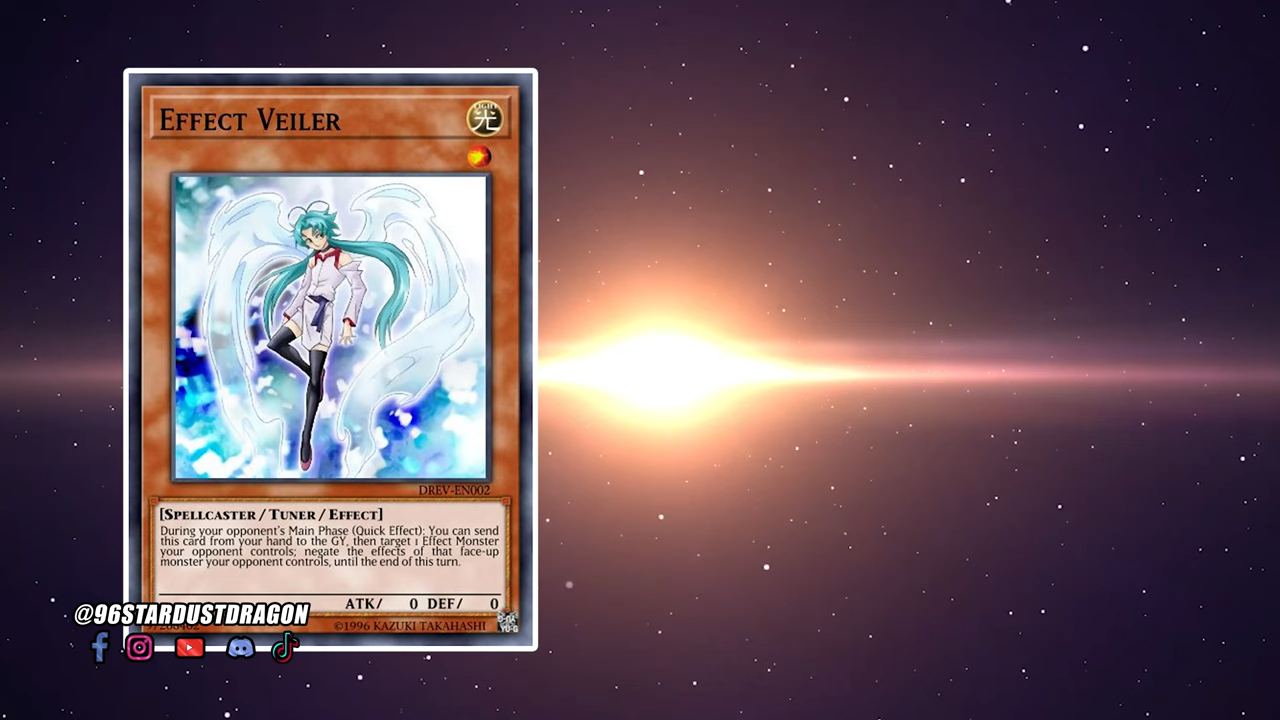 EFFECT VEILER
LIGHT
光
DREV-EN002
[SPELLCASTER / TUNER / EFFECT]
During your opponent's Main Phase (Quick Effect): You can send
this card from your hand to the GY, then target 1 Effect Monster
your opponent controls; negate the effects of that face-up
monster your opponent controls, until the end of this turn.
ATK/ 0 DEF/ 0
@96STARDUSTDRAGON
©1996 KAZUKI TAKAHASHI